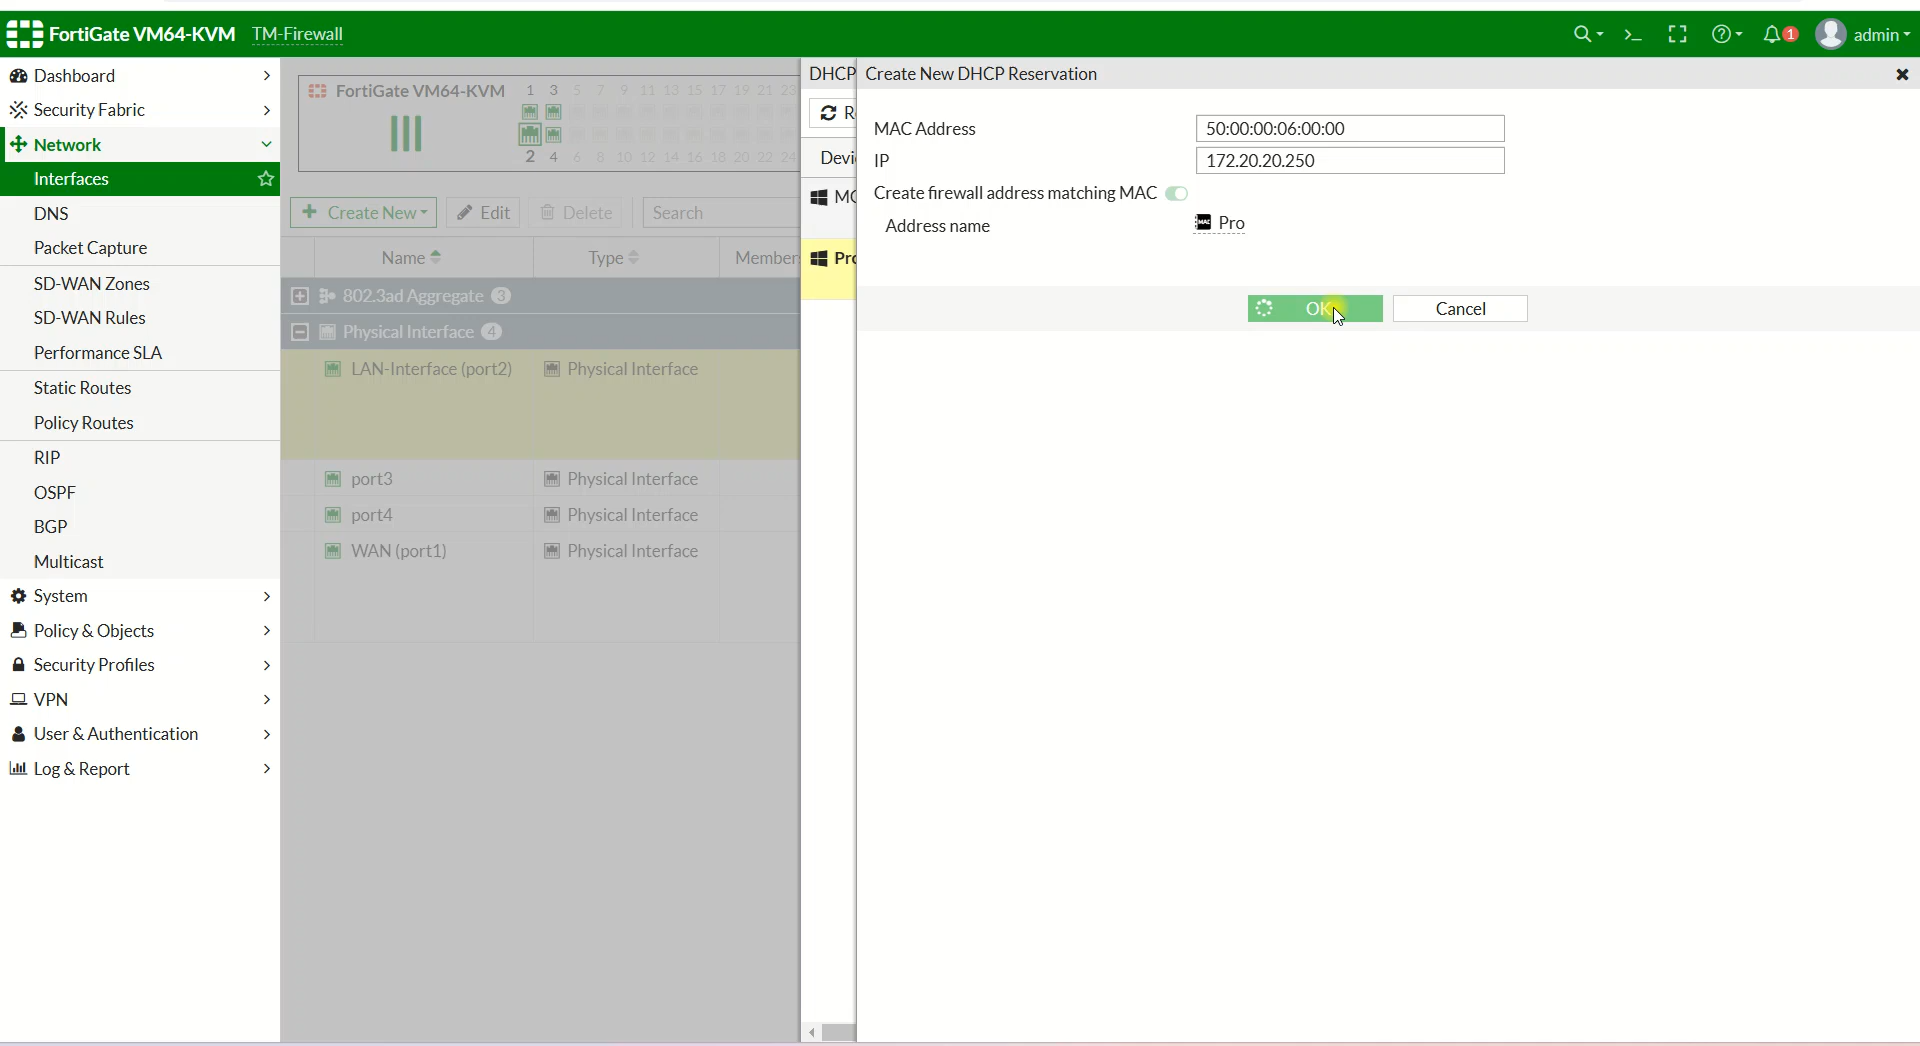 FortiGate VM64-KVM TM-Firewall
1
admin
Dashboard
Security Fabric
Network
Interfaces
DNS
Packet Capture
SD-WAN Zones
SD-WAN Rules
Performance SLA
Static Routes
Policy Routes
RIP
OSPF
BGP
Multicast
System
Policy & Objects
Security Profiles
VPN
User & Authentication
Log & Report
FortiGate VM64-KVM
1 3 5 7 9 11 13 15 17 19 21 23
2 4 6 8 10 12 14 16 18 20 22 24
Create New
Edit
Delete
Search
Name
Type
Member
802.3ad Aggregate 3
Physical Interface 4
LAN-Interface (port2) Physical Interface
port3 Physical Interface
port4 Physical Interface
WAN (port1) Physical Interface
DHCP
R
Devi
Pro
Create New DHCP Reservation
MAC Address 50:00:00:06:00:00
IP 172.20.20.250
Create firewall address matching MAC
Address name MAC Pro
OK
Cancel